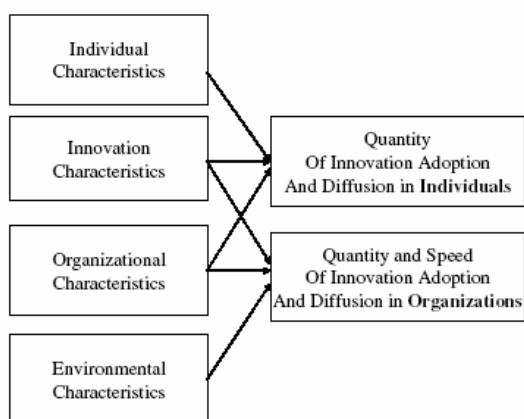 Individual
Characteristics
Innovation
Characteristics
Organizational
Characteristics
Environmental
Characteristics
Quantity
Of Innovation Adoption
And Diffusion in Individuals
Quantity and Speed
Of Innovation Adoption
And Diffusion in Organizations